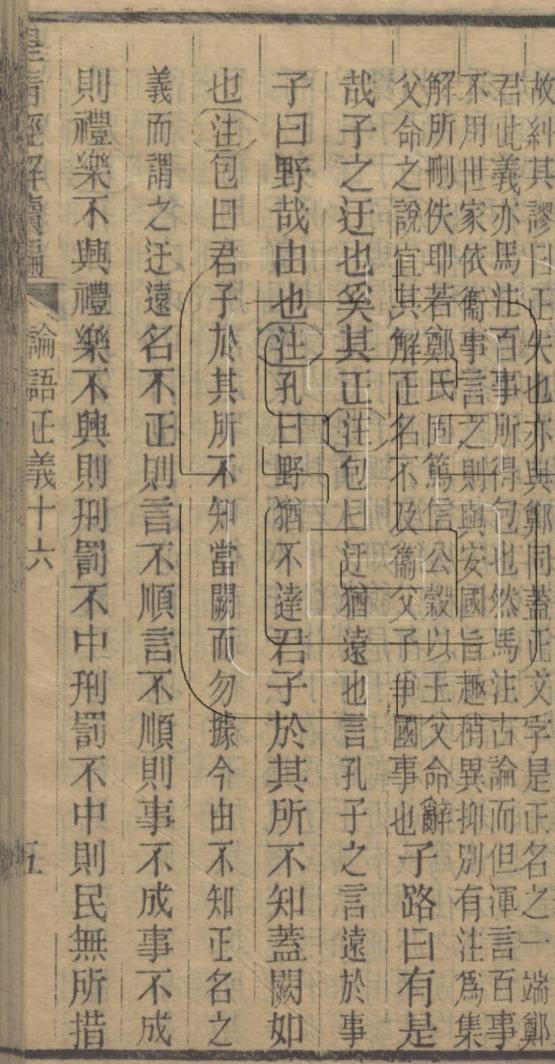 故糾其謬曰正失也亦與鄭同蓋正文字是正名之一端鄭
君此義亦馬注百事所得包也然馬注古論而但渾言百事
不用世家依衞事言之則與安國旨趣稍異抑別有注爲集
解所刪佚耶若鄭氏固篤信公穀以王父命辭
父命之說宜其解正名不及衞父子爭國事也子路曰有是
哉子之迂也奚其正注包曰迂猶遠也言孔子之言遠於事
子曰野哉由也注孔曰野猶不達君子於其所不知蓋闕如
也注包曰君子於其所不知當闕而勿據今由不知正名之
義而謂之迂遠名不正則言不順言不順則事不成事不成
則禮樂不興禮樂不興則刑罰不中刑罰不中則民無所措
皇清經解續編
論語正義十六
五